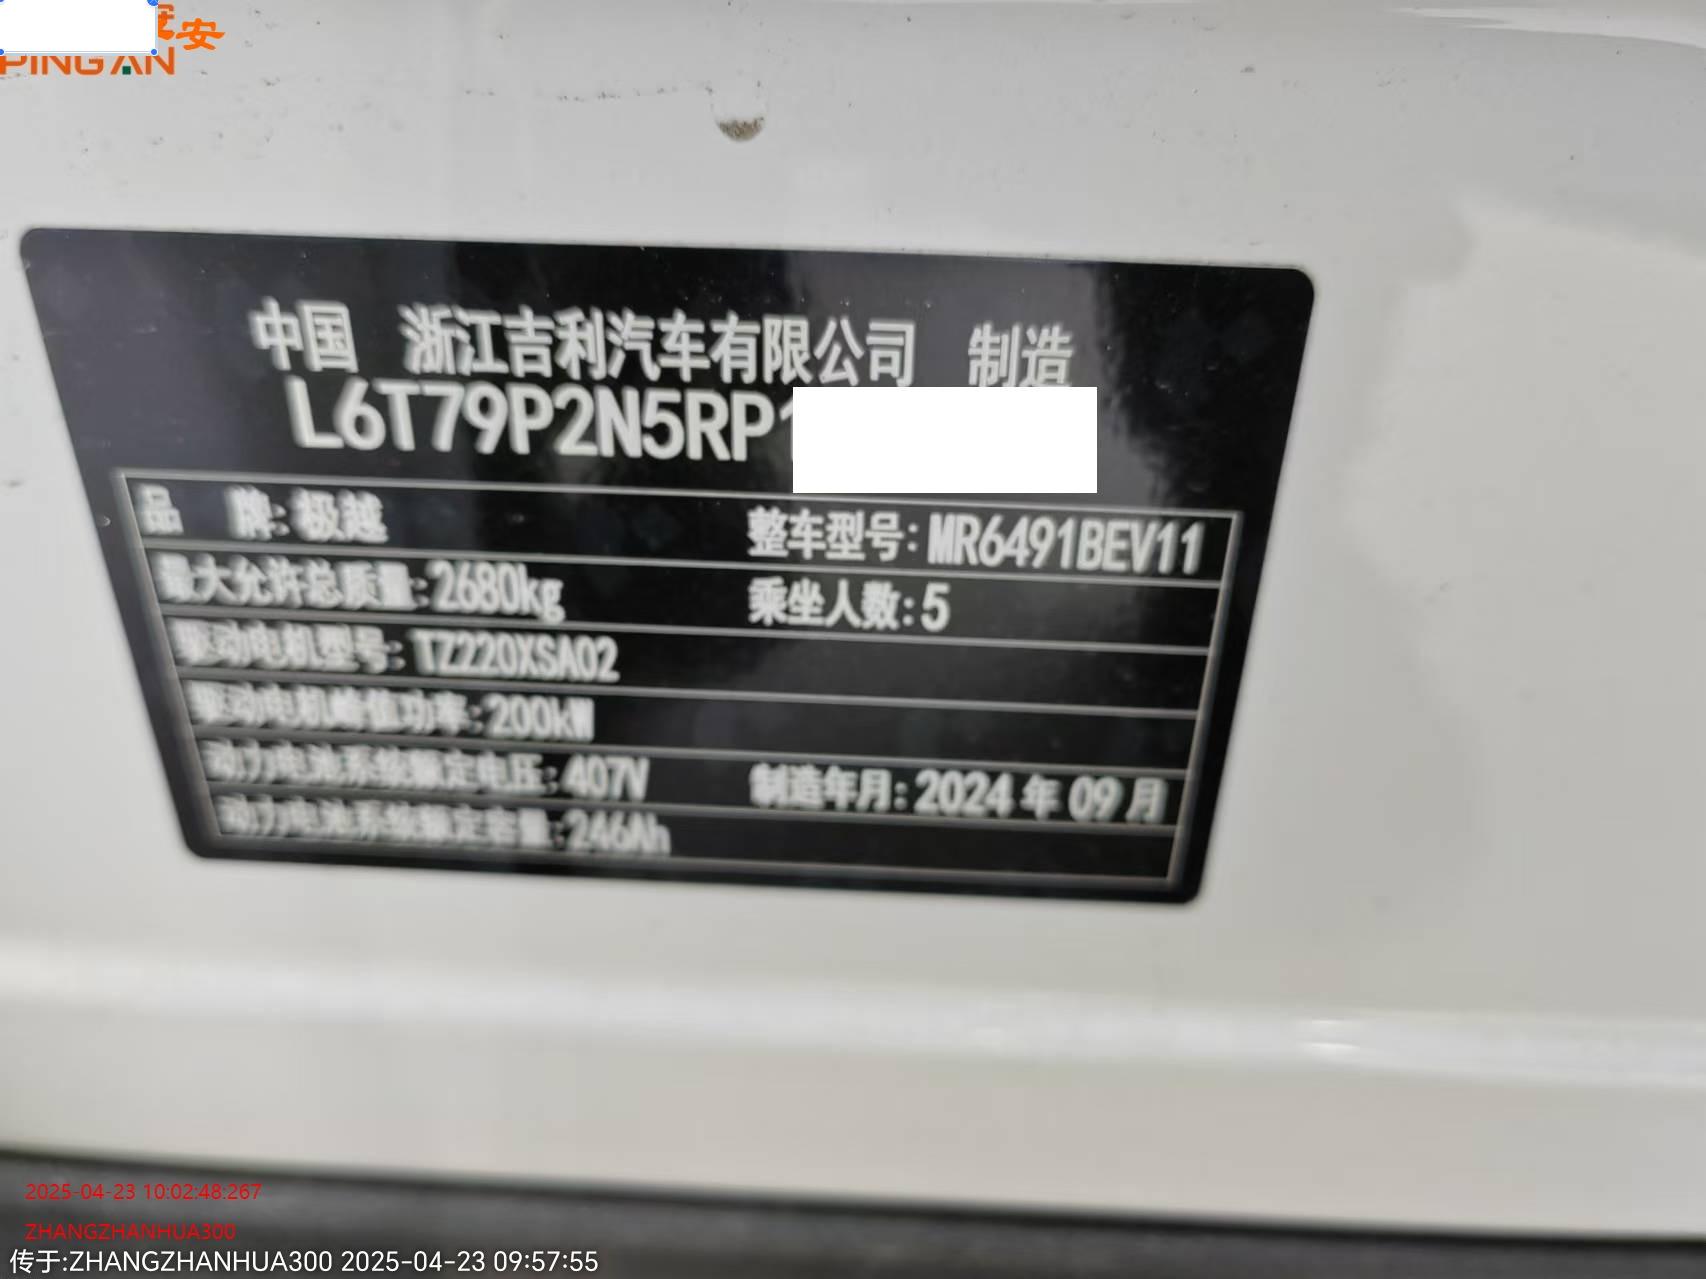 安
PING AN
中国 浙江吉利汽车有限公司 制造
L6T79P2N5RP1
品 牌:极越 整车型号:MR6491BEV11
最大允许总质量:2680kg 乘坐人数:5
驱动电机型号:TZ220XSA02
驱动电机峰值功率:200kW
动力电池系统额定电压:407V 制造年月:2024年09月
动力电池系统额定容量:246Ah
2025-04-23 10:02:48:267
ZHANGZHANHUA300
传于:ZHANGZHANHUA300 2025-04-23 09:57:55